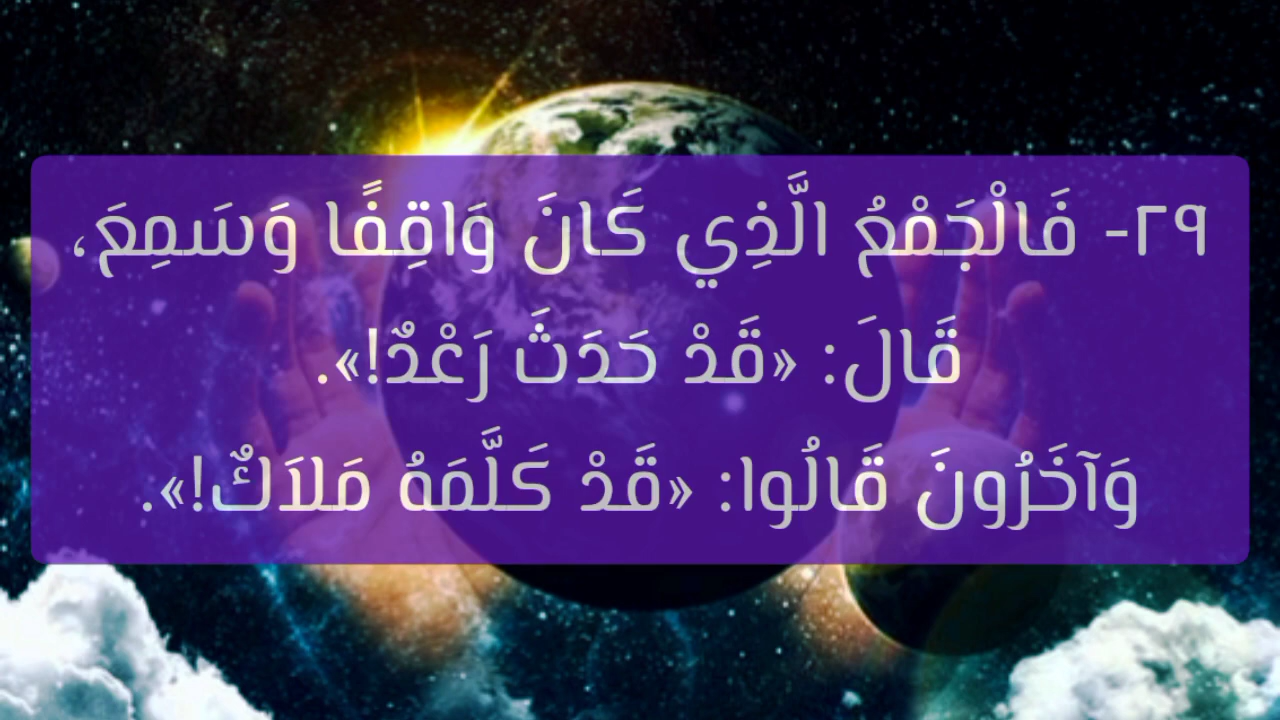 ٢٩- فَالْجَمْعُ الَّذِي كَانَ وَاقِفًا وَسَمِعَ،
قَالَ: «قَدْ حَدَثَ رَعْدٌ!».
وَآخَرُونَ قَالُوا: «قَدْ كَلَّمَهُ مَلاَكٌ!».